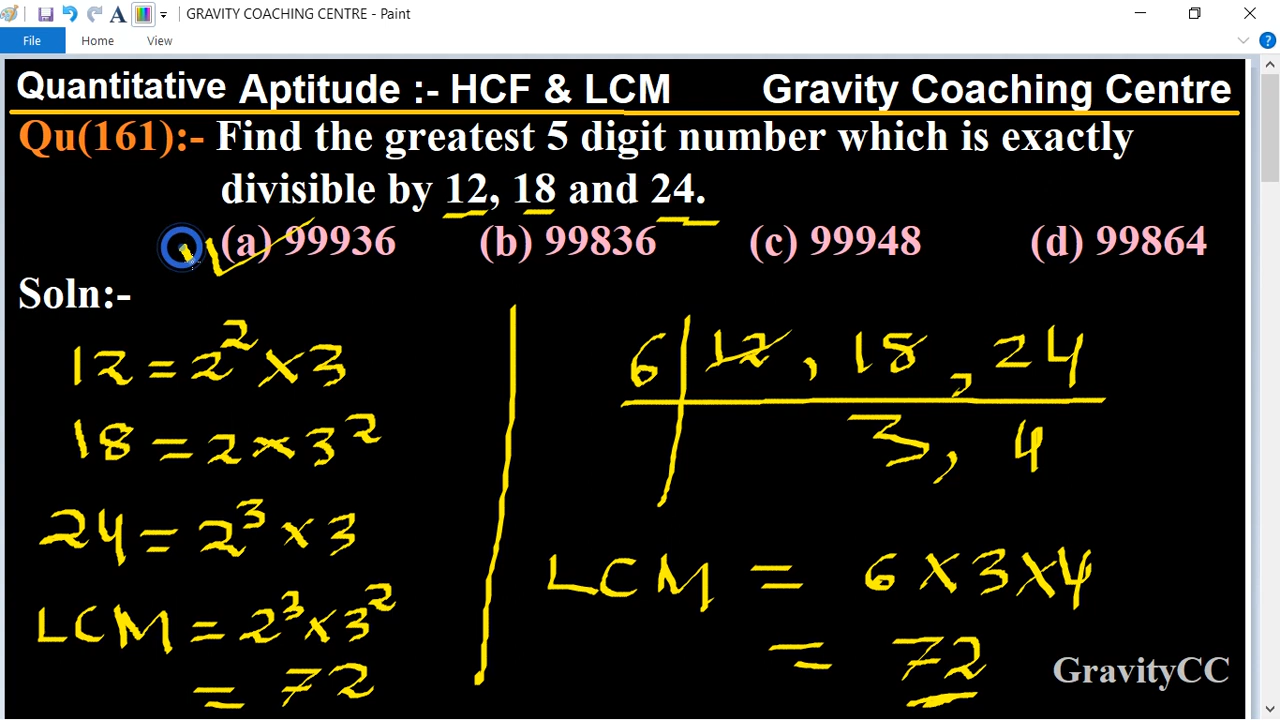 GRAVITY COACHING CENTRE - Paint
File Home View
Quantitative Aptitude :- HCF & LCM Gravity Coaching Centre
Qu(161):- Find the greatest 5 digit number which is exactly
divisible by 12, 18 and 24.
(a) 99936 (b) 99836 (c) 99948 (d) 99864
Soln:-
12 = 2² × 3
18 = 2 × 3²
24 = 2³ × 3
LCM = 2³ × 3²
= 72
6 | 12, 18, 24
3, 4
LCM = 6 × 3 × 4
= 72
GravityCC